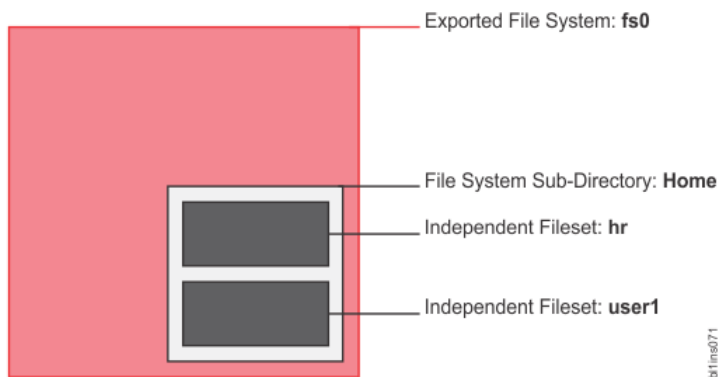 Exported File System: fs0
File System Sub-Directory: Home
Independent Fileset: hr
Independent Fileset: user1
bl1ins071